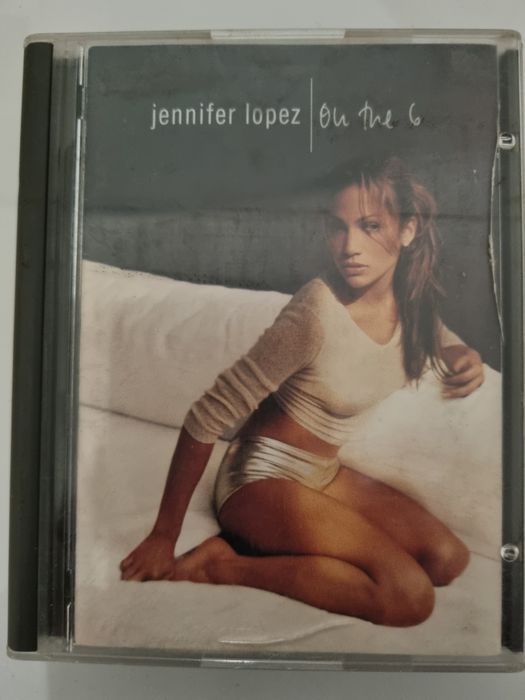 jennifer lopez | On the 6